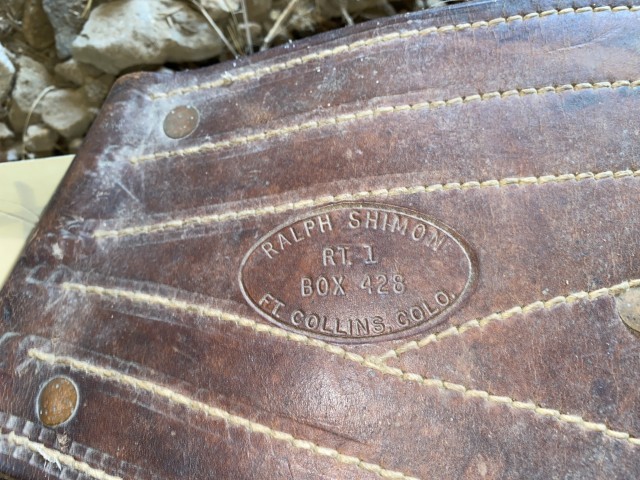 RALPH SHIMON
RT. 1
BOX 428
FT. COLLINS, COLO.